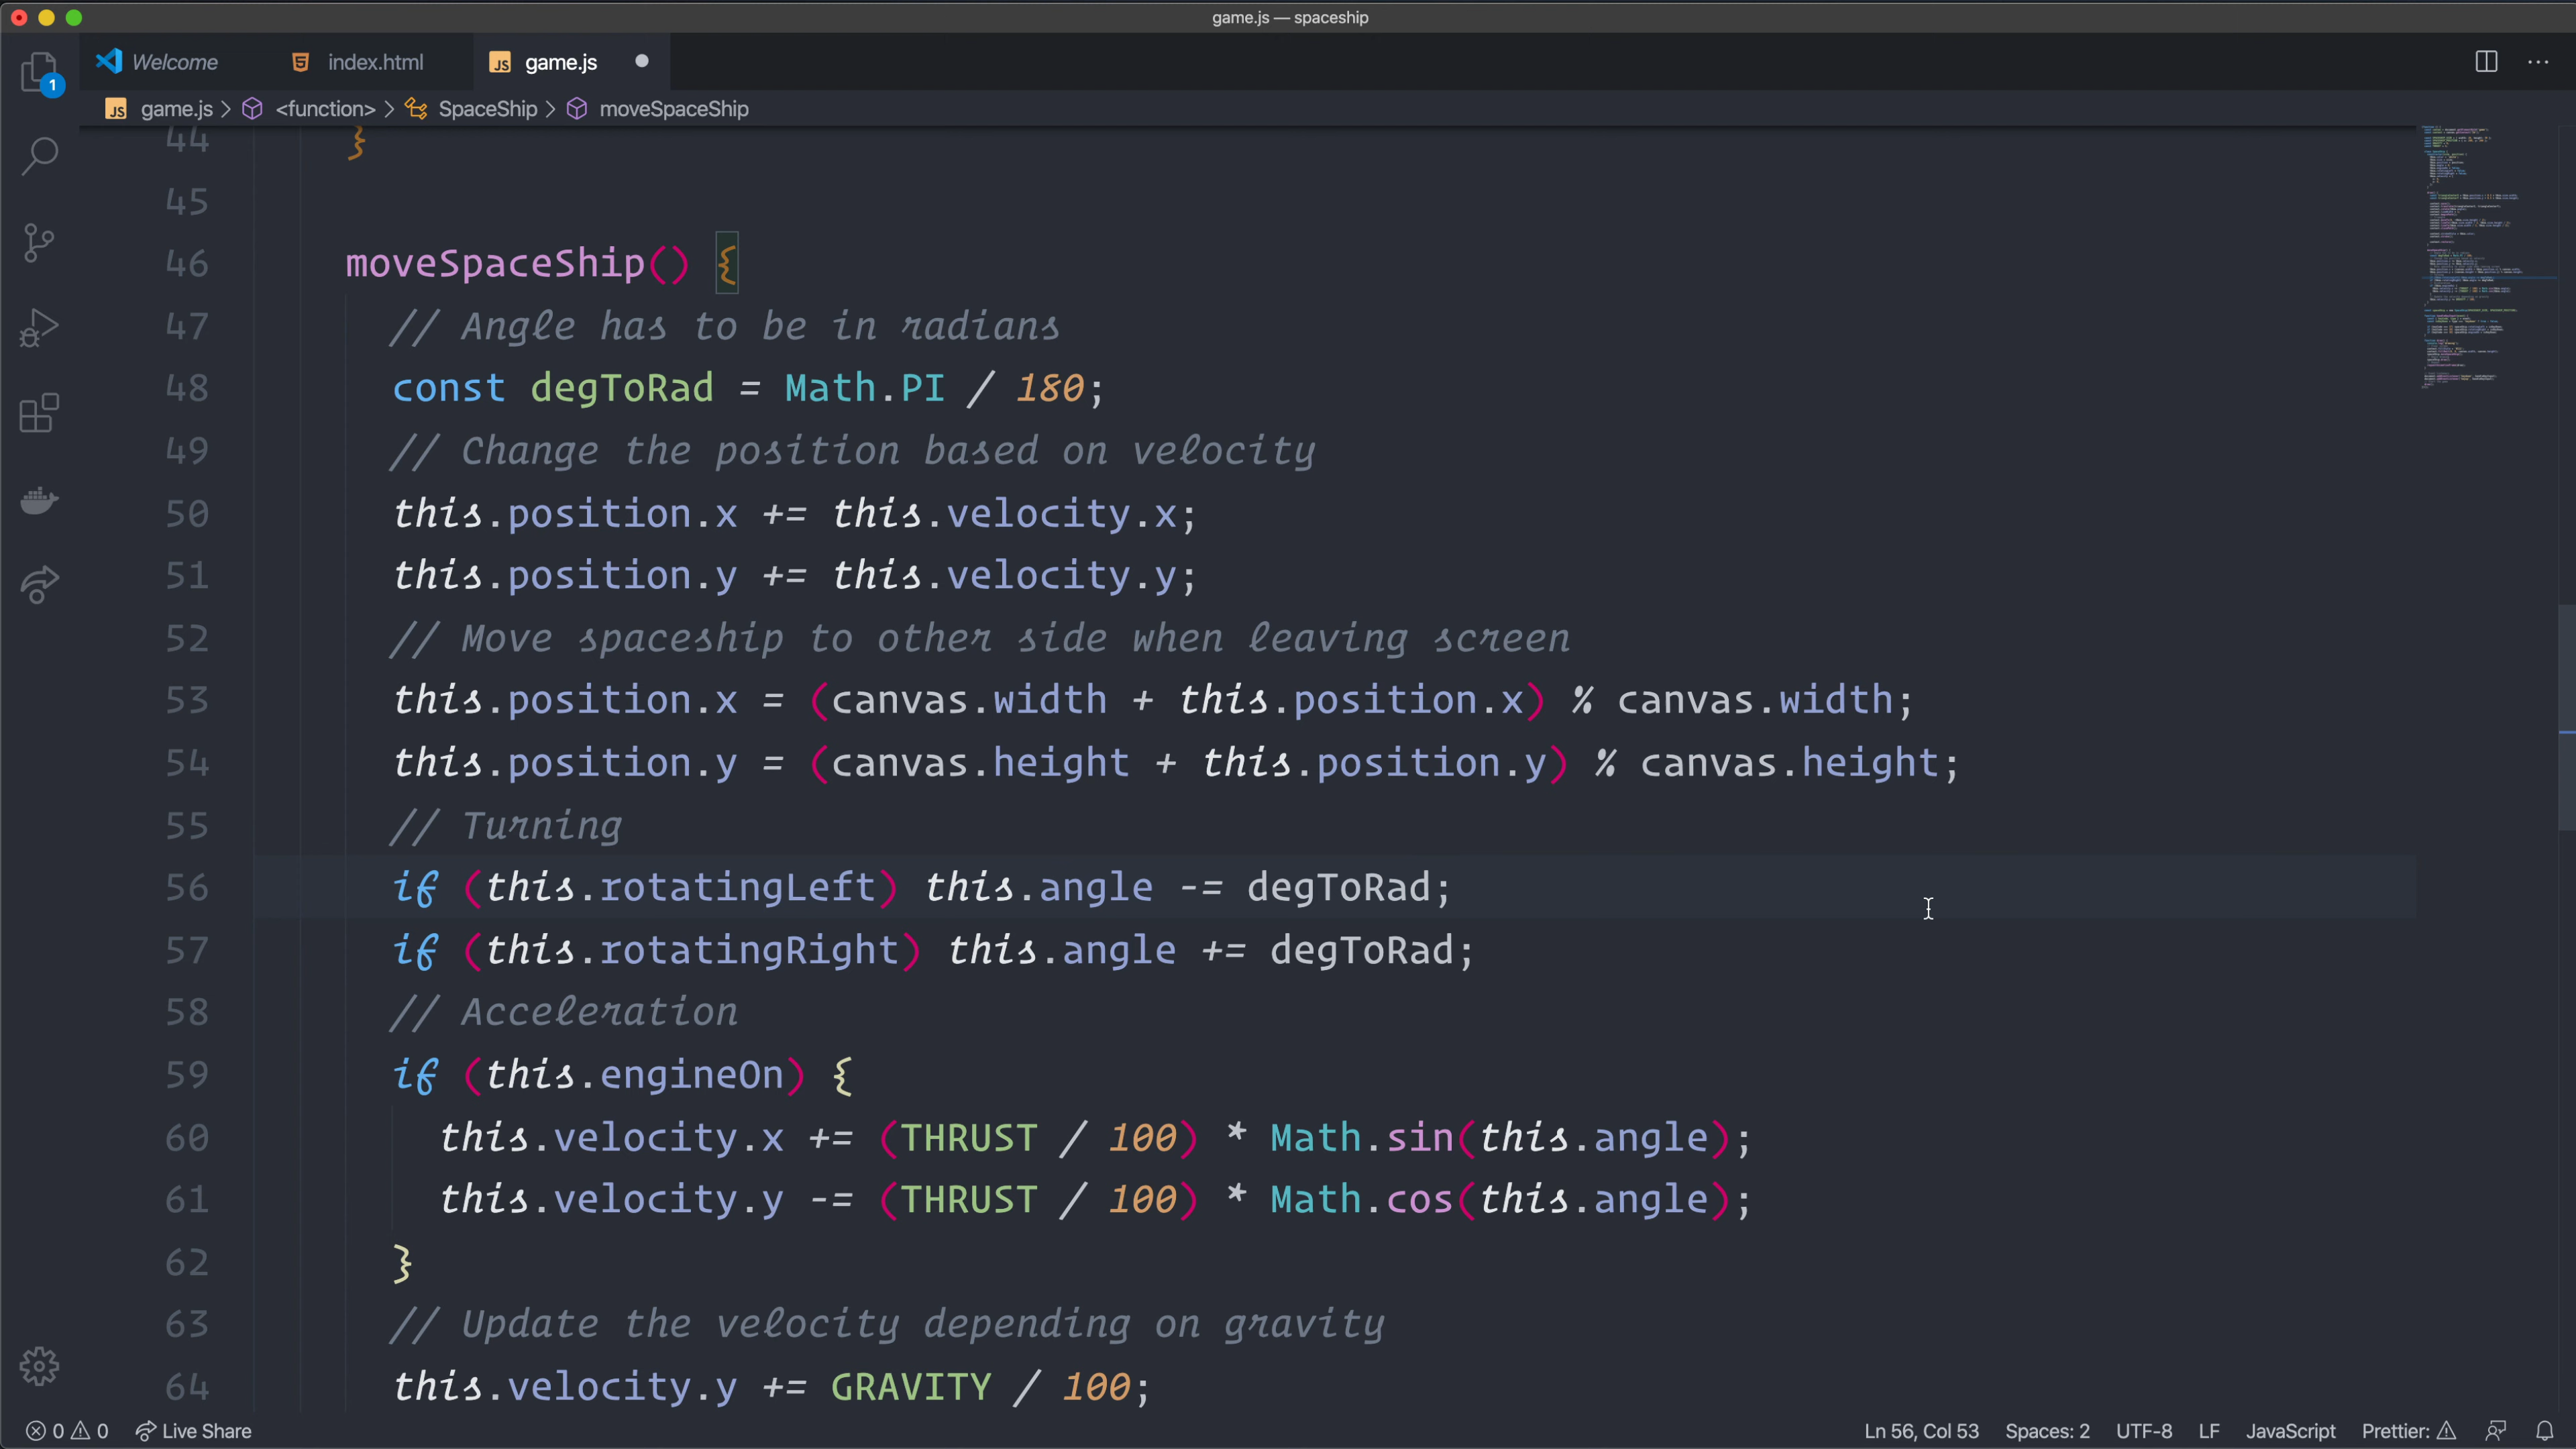 game.js — spaceship
Welcome
index.html
JS game.js
1
JS game.js > <function> > SpaceShip > moveSpaceShip
44 }
45
46 moveSpaceShip() {
47 // Angle has to be in radians
48 const degToRad = Math.PI / 180;
49 // Change the position based on velocity
50 this.position.x += this.velocity.x;
51 this.position.y += this.velocity.y;
52 // Move spaceship to other side when leaving screen
53 this.position.x = (canvas.width + this.position.x) % canvas.width;
54 this.position.y = (canvas.height + this.position.y) % canvas.height;
55 // Turning
56 if (this.rotatingLeft) this.angle -= degToRad;
57 if (this.rotatingRight) this.angle += degToRad;
58 // Acceleration
59 if (this.engineOn) {
60 this.velocity.x += (THRUST / 100) * Math.sin(this.angle);
61 this.velocity.y -= (THRUST / 100) * Math.cos(this.angle);
62 }
63 // Update the velocity depending on gravity
64 this.velocity.y += GRAVITY / 100;
0 0 Live Share Ln 56, Col 53 Spaces: 2 UTF-8 LF JavaScript Prettier: